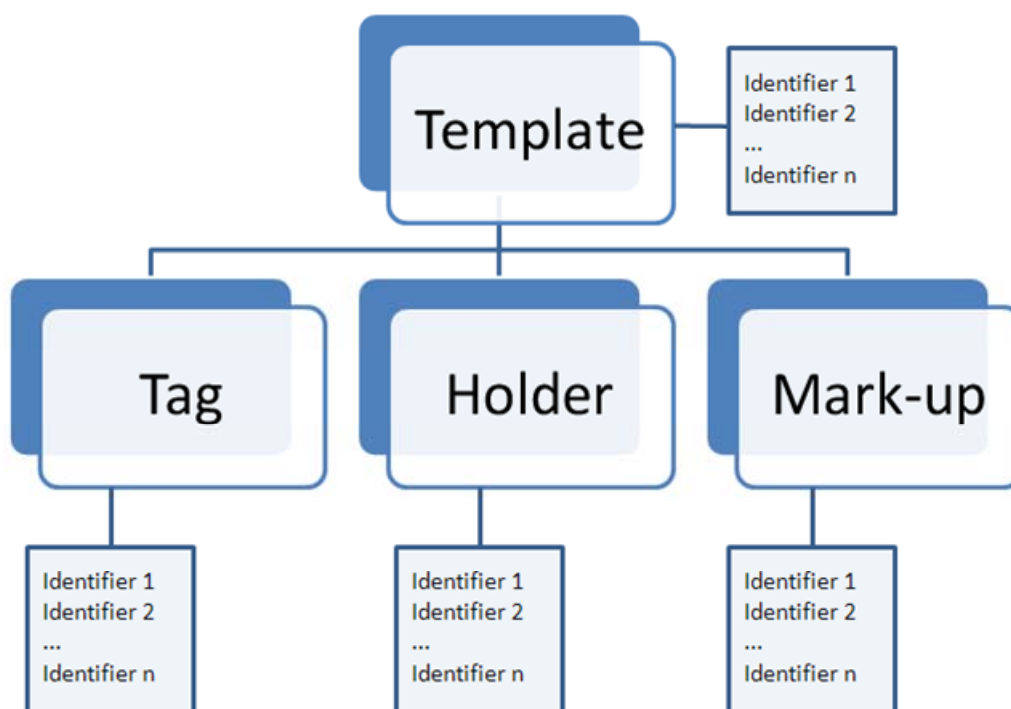 Template
Identifier 1
Identifier 2
...
Identifier n
Tag
Holder
Mark-up
Identifier 1
Identifier 2
...
Identifier n
Identifier 1
Identifier 2
...
Identifier n
Identifier 1
Identifier 2
...
Identifier n